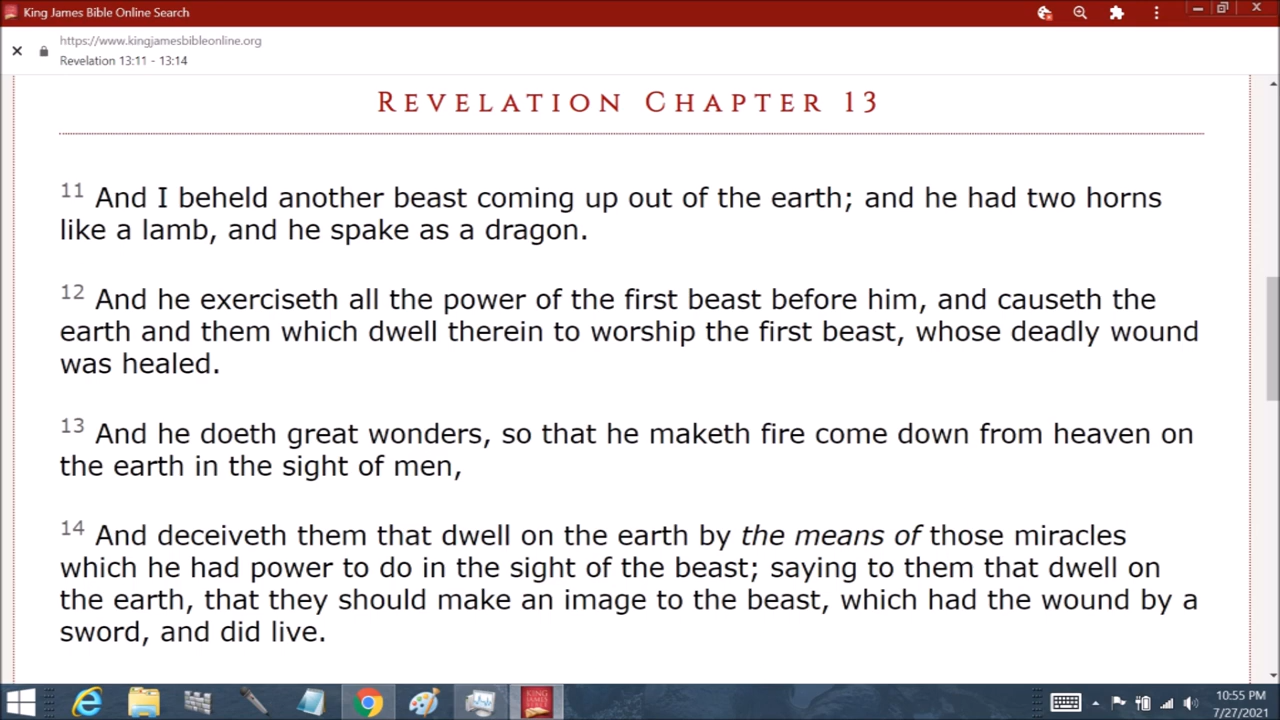 King James Bible Online Search
https://www.kingjamesbibleonline.org
Revelation 13:11 - 13:14
REVELATION CHAPTER 13
11 And I beheld another beast coming up out of the earth; and he had two horns
like a lamb, and he spake as a dragon.
12 And he exerciseth all the power of the first beast before him, and causeth the
earth and them which dwell therein to worship the first beast, whose deadly wound
was healed.
13 And he doeth great wonders, so that he maketh fire come down from heaven on
the earth in the sight of men,
14 And deceiveth them that dwell on the earth by the means of those miracles
which he had power to do in the sight of the beast; saying to them that dwell on
the earth, that they should make an image to the beast, which had the wound by a
sword, and did live.
KING
JAMES
BIBLE
10:55 PM
7/27/2021